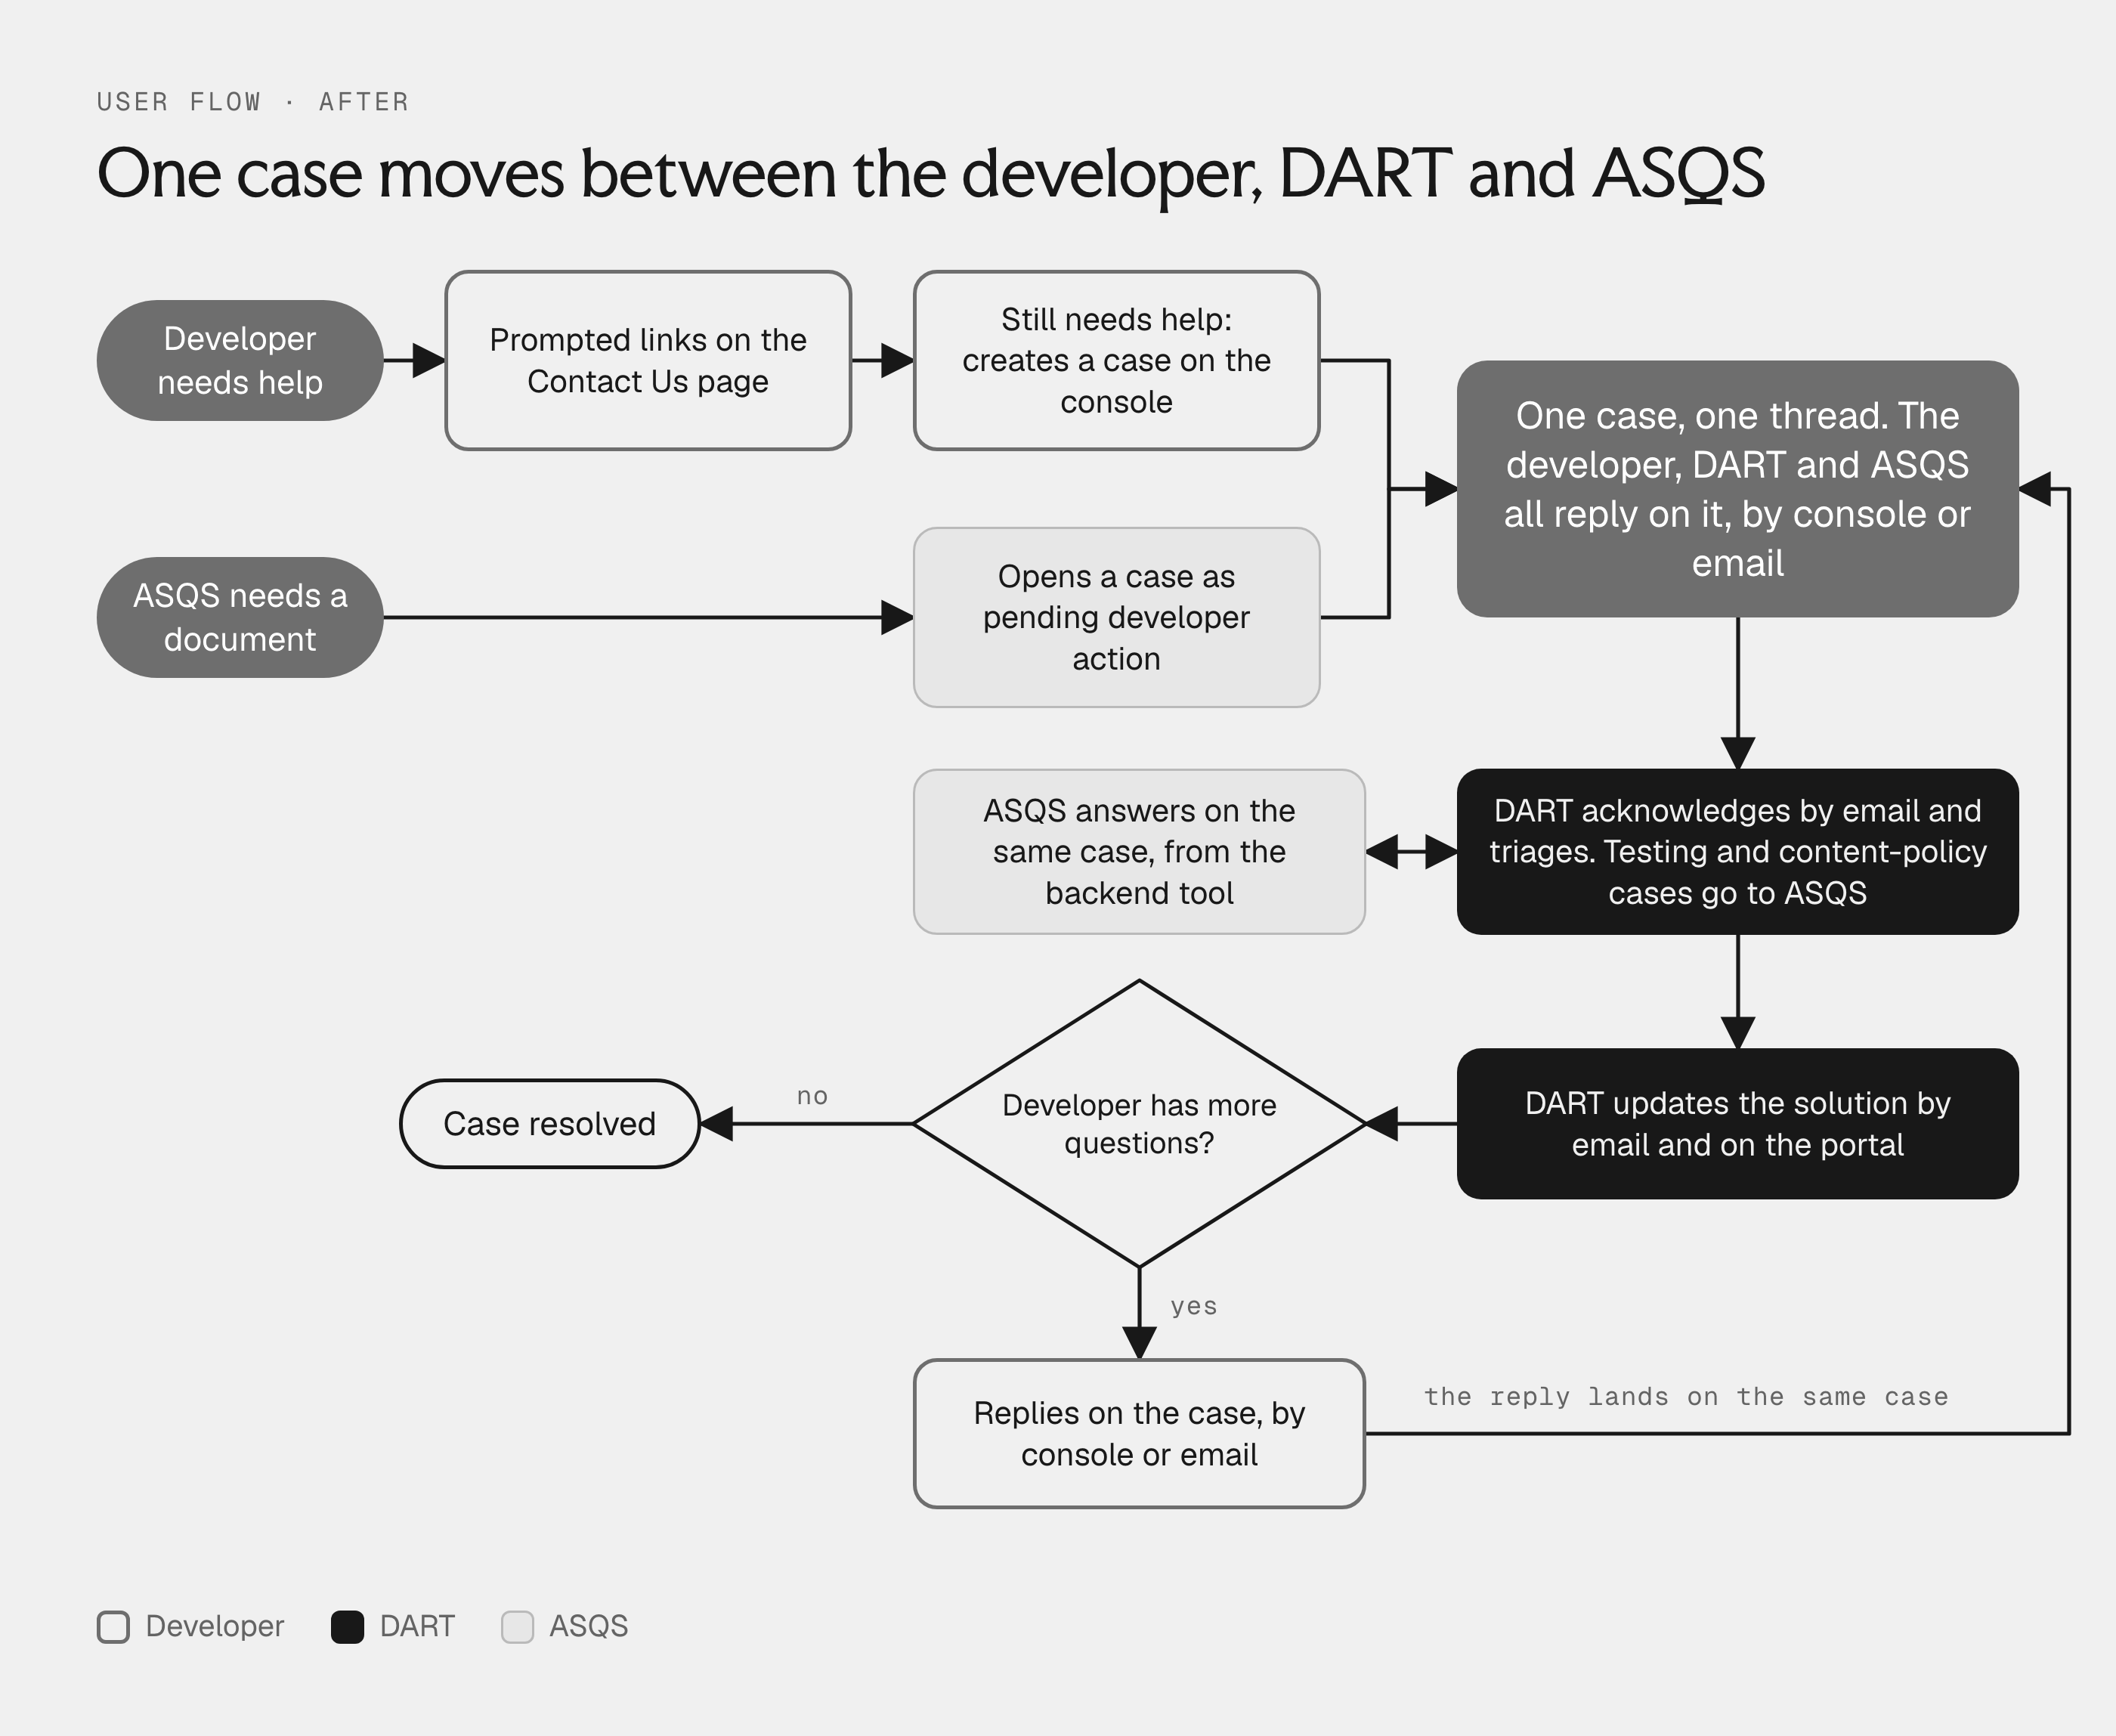 USER FLOW · AFTER
One case moves between the developer, DART and ASQS
Developer
needs help
Prompted links on the
Contact Us page
Still needs help:
creates a case on the
console
One case, one thread. The
developer, DART and ASQS
all reply on it, by console or
email
ASQS needs a
document
Opens a case as
pending developer
action
ASQS answers on the
same case, from the
backend tool
DART acknowledges by email and
triages. Testing and content-policy
cases go to ASQS
Case resolved
no
Developer has more
questions?
DART updates the solution by
email and on the portal
yes
Replies on the case, by
console or email
the reply lands on the same case
Developer
DART
ASQS